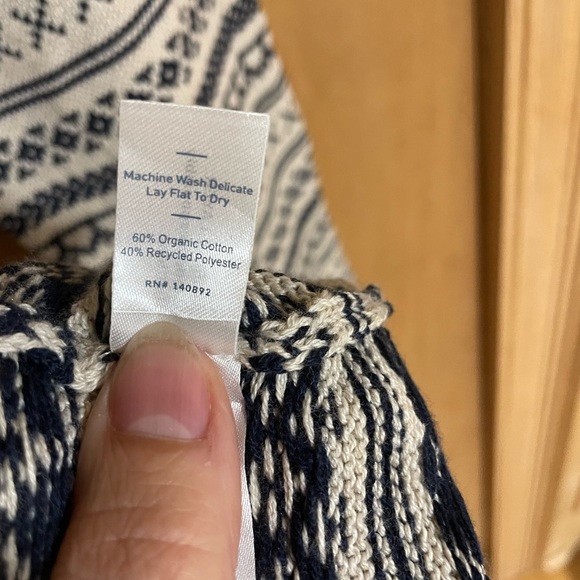 Machine Wash Delicate
Lay Flat To Dry
60% Organic Cotton
40% Recycled Polyester
RN# 140892